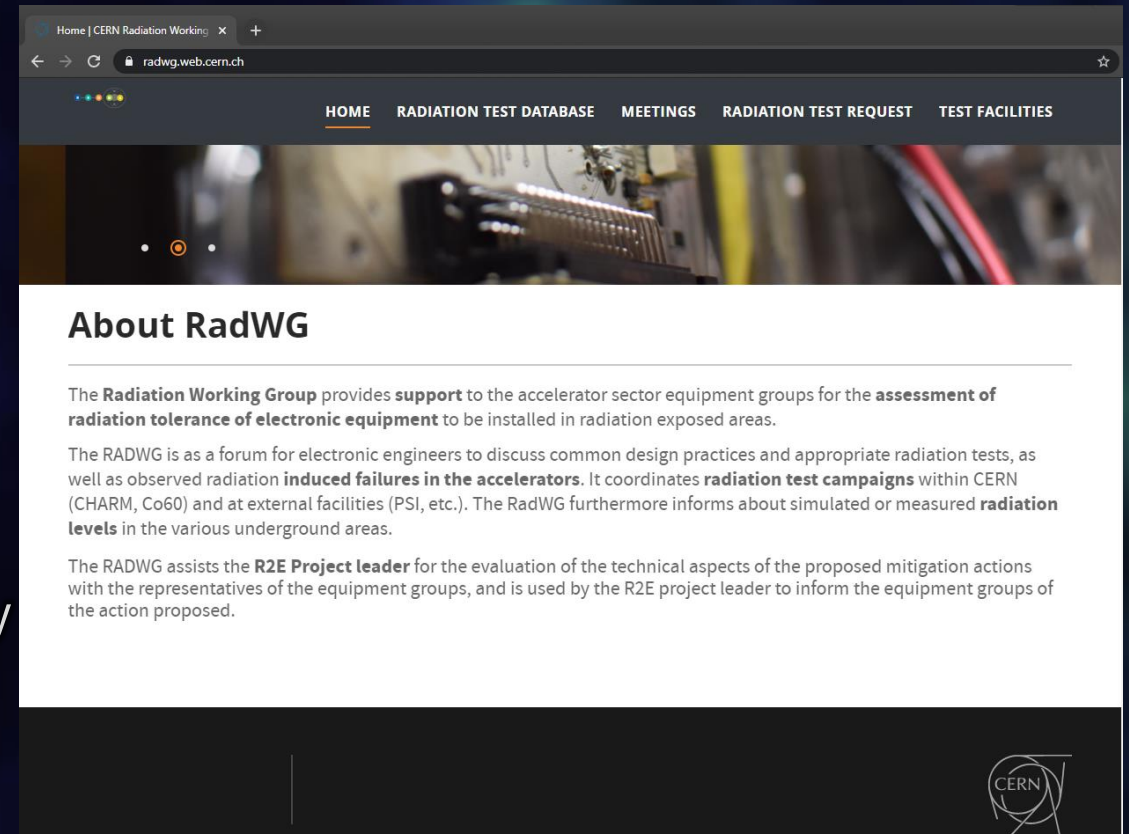 Home | CERN Radiation Working
radwg.web.cern.ch
HOME RADIATION TEST DATABASE MEETINGS RADIATION TEST REQUEST TEST FACILITIES
About RadWG
The Radiation Working Group provides support to the accelerator sector equipment groups for the assessment of
radiation tolerance of electronic equipment to be installed in radiation exposed areas.
The RADWG is as a forum for electronic engineers to discuss common design practices and appropriate radiation tests, as
well as observed radiation induced failures in the accelerators. It coordinates radiation test campaigns within CERN
(CHARM, Co60) and at external facilities (PSI, etc.). The RadWG furthermore informs about simulated or measured radiation
levels in the various underground areas.
The RADWG assists the R2E Project leader for the evaluation of the technical aspects of the proposed mitigation actions
with the representatives of the equipment groups, and is used by the R2E project leader to inform the equipment groups of
the action proposed.
CERN